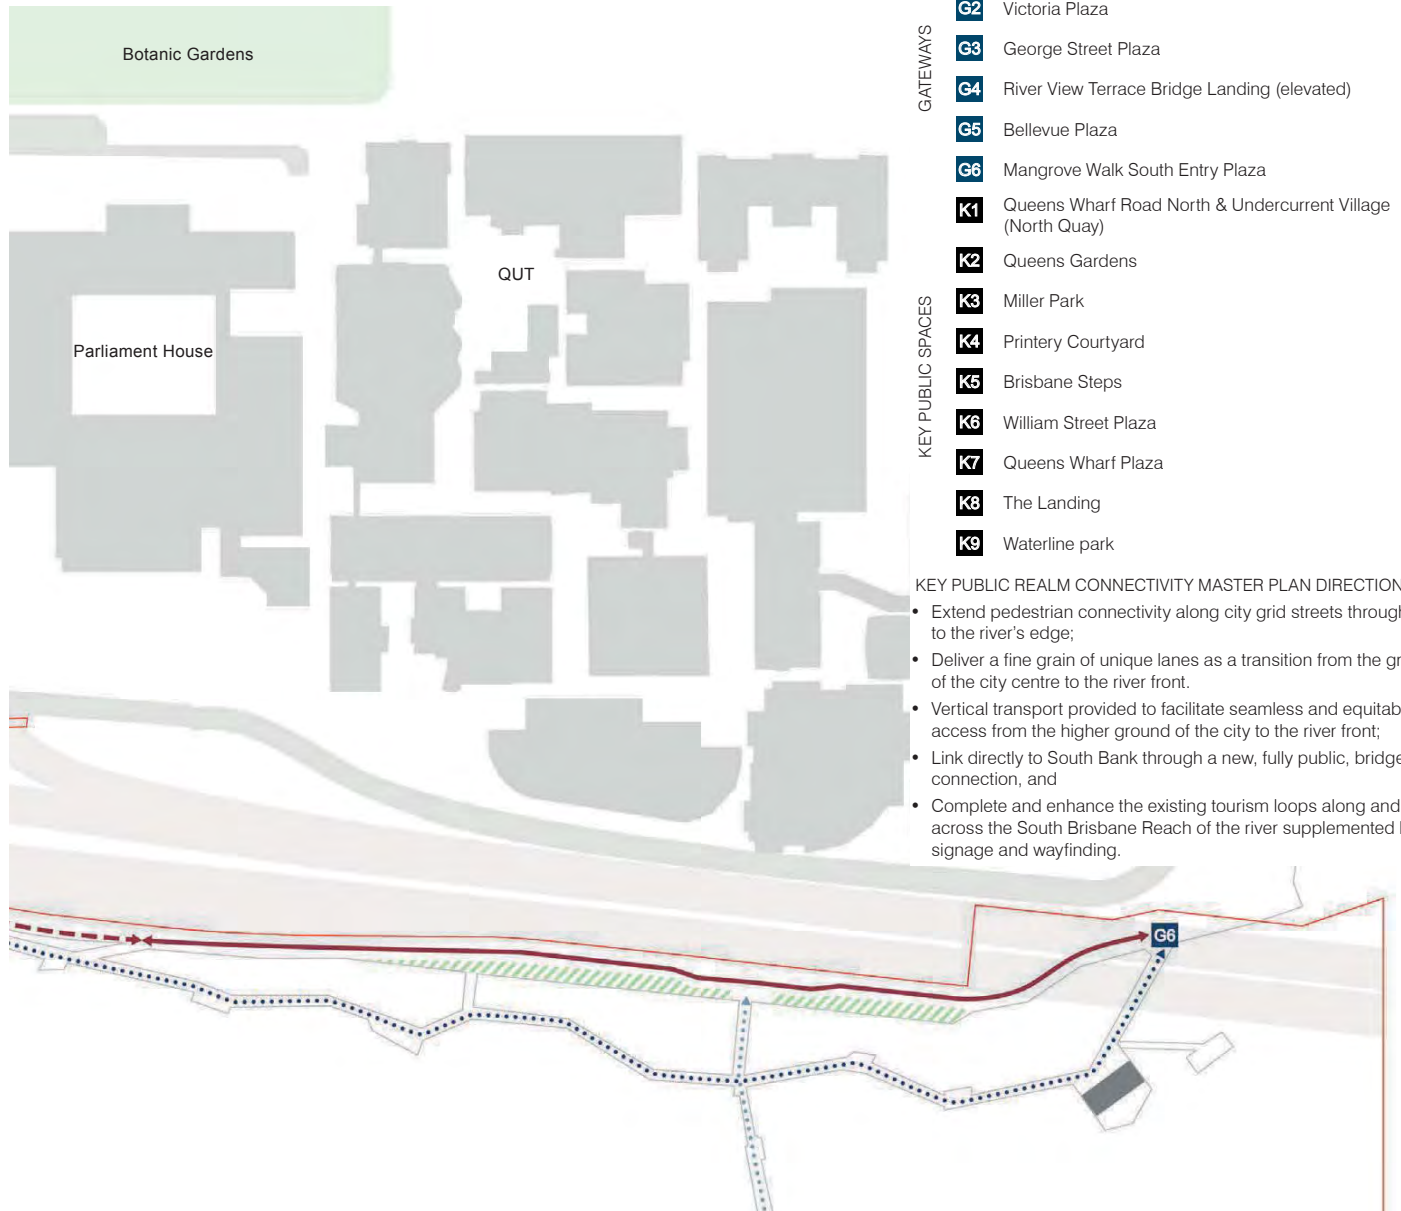 Botanic Gardens
QUT
Parliament House
GATEWAYS
G2 Victoria Plaza
G3 George Street Plaza
G4 River View Terrace Bridge Landing (elevated)
G5 Bellevue Plaza
G6 Mangrove Walk South Entry Plaza
KEY PUBLIC SPACES
K1 Queens Wharf Road North & Undercurrent Village
(North Quay)
K2 Queens Gardens
K3 Miller Park
K4 Printery Courtyard
K5 Brisbane Steps
K6 William Street Plaza
K7 Queens Wharf Plaza
K8 The Landing
K9 Waterline park
KEY PUBLIC REALM CONNECTIVITY MASTER PLAN DIRECTION
• Extend pedestrian connectivity along city grid streets through
to the river's edge;
• Deliver a fine grain of unique lanes as a transition from the gr
of the city centre to the river front.
• Vertical transport provided to facilitate seamless and equitab
access from the higher ground of the city to the river front;
• Link directly to South Bank through a new, fully public, bridge
connection, and
• Complete and enhance the existing tourism loops along and
across the South Brisbane Reach of the river supplemented
signage and wayfinding.
G6